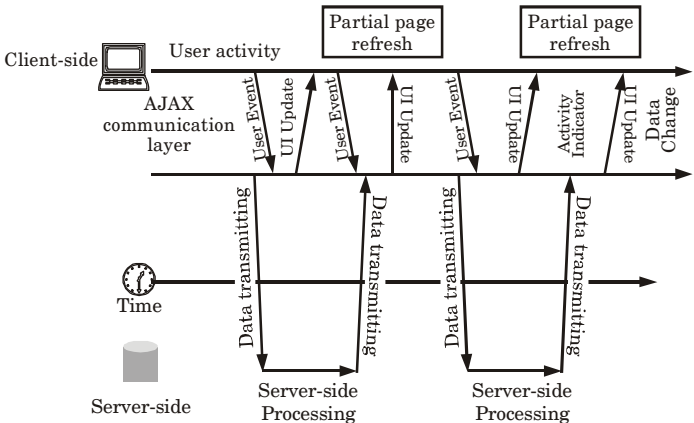 Partial page
refresh
Partial page
refresh
User activity
Client-side
AJAX
communication
layer
User Event
UI Update
User Event
UI Update
User Event
UI Update
Activity
Indicator
UI Update
Data
Change
Data transmitting
Data transmitting
Data transmitting
Data transmitting
Time
Server-side
Server-side
Processing
Server-side
Processing